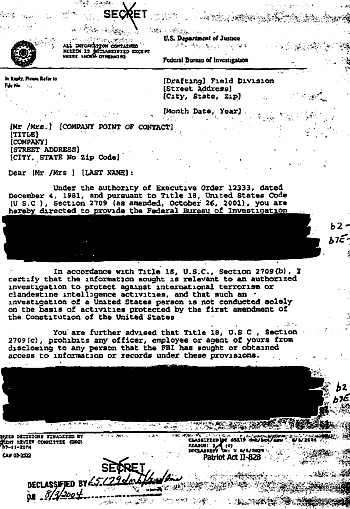 SECRET
U.S. Department of Justice
ALL INFORMATION CONTAINED
HEREIN IS UNCLASSIFIED EXCEPT
WHERE SHOWN OTHERWISE
Federal Bureau of Investigation
In Reply, Please Refer to
File No
[Drafting] Field Division
[Street Address]
[City, State, Zip]
[Month Date, Year]
[Mr /Mrs.] [COMPANY POINT OF CONTACT]
[TITLE]
[COMPANY]
[STREET ADDRESS]
[CITY, STATE No Zip Code]
Dear [Mr /Mrs ] [LAST NAME]:
Under the authority of Executive Order 12333, dated
December 4, 1981, and pursuant to Title 18, United States Code
(U S C ), Section 2709 (as amended, October 26, 2001), you are
hereby directed to provide the Federal Bureau of Investigation
b2-
b7E-
In accordance with Title 18, U.S.C., Section 2709(b), I
certify that the information sought is relevant to an authorized
investigation to protect against international terrorism or
clandestine intelligence activities, and that such an
investigation of a United States person is not conducted solely
on the basis of activities protected by the first amendment of
the Constitution of the United States
You are further advised that Title 18, U.S C , Section
2709(c), prohibits any officer, employee or agent of yours from
disclosing to any person that the FBI has sought or obtained
access to information or records under these provisions.
b2
b7E
Patriot Act II-828
SECRET
DECLASSIFIED BY
ON 8/3/2004